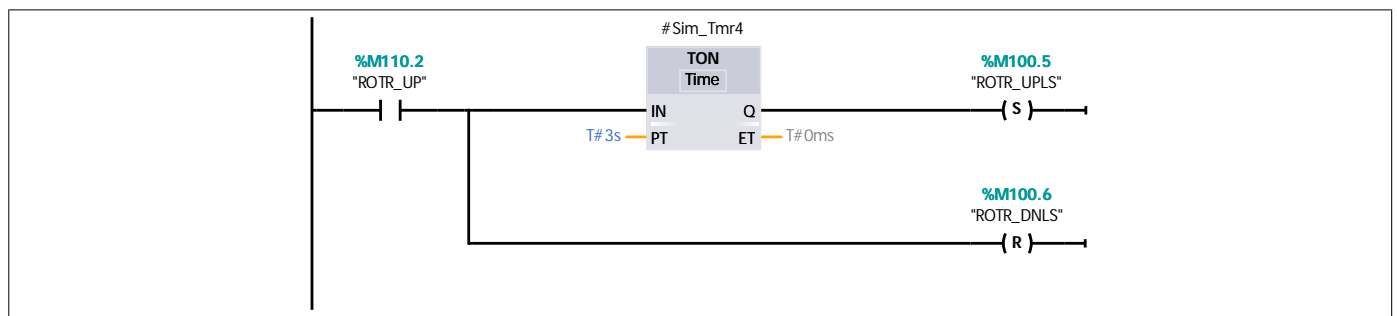 #Sim_Tmr4
%M110.2
"ROTR_UP"
TON
Time
%M100.5
"ROTR_UPLS"
IN Q
S
T#3s PT ET T#0ms
%M100.6
"ROTR_DNLS"
R